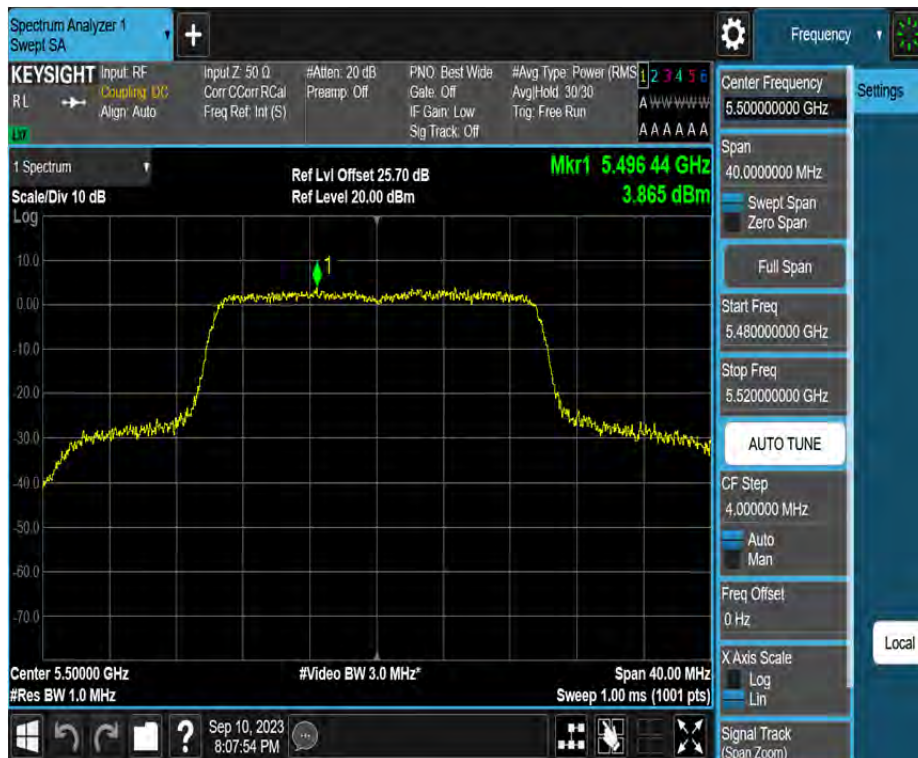 Spectrum Analyzer 1
Swept SA
+
Frequency
KEYSIGHT
RL
LXI
Input: RF
Coupling: DC
Align: Auto
Input Z: 50 Ω
Corr CCorr RCal
Freq Ref: Int (S)
#Atten: 20 dB
Preamp: Off
PNO: Best Wide
Gate: Off
IF Gain: Low
Sig Track: Off
#Avg Type: Power (RMS
Avg|Hold: 30/30
Trig: Free Run
1 2 3 4 5 6
A W W W W W
A A A A A A
1 Spectrum
Scale/Div 10 dB
Log
Ref Lvl Offset 25.70 dB
Ref Level 20.00 dBm
Mkr1 5.496 44 GHz
3.865 dBm
1
10.0
0.00
-10.0
-20.0
-30.0
-40.0
-50.0
-60.0
-70.0
Center 5.50000 GHz
#Res BW 1.0 MHz
#Video BW 3.0 MHz*
Span 40.00 MHz
Sweep 1.00 ms (1001 pts)
?
Sep 10, 2023
8:07:54 PM
Center Frequency
5.500000000 GHz
Span
40.0000000 MHz
Swept Span
Zero Span
Full Span
Start Freq
5.480000000 GHz
Stop Freq
5.520000000 GHz
AUTO TUNE
CF Step
4.000000 MHz
Auto
Man
Freq Offset
0 Hz
X Axis Scale
Log
Lin
Signal Track
(Span Zoom)
Settings
Local